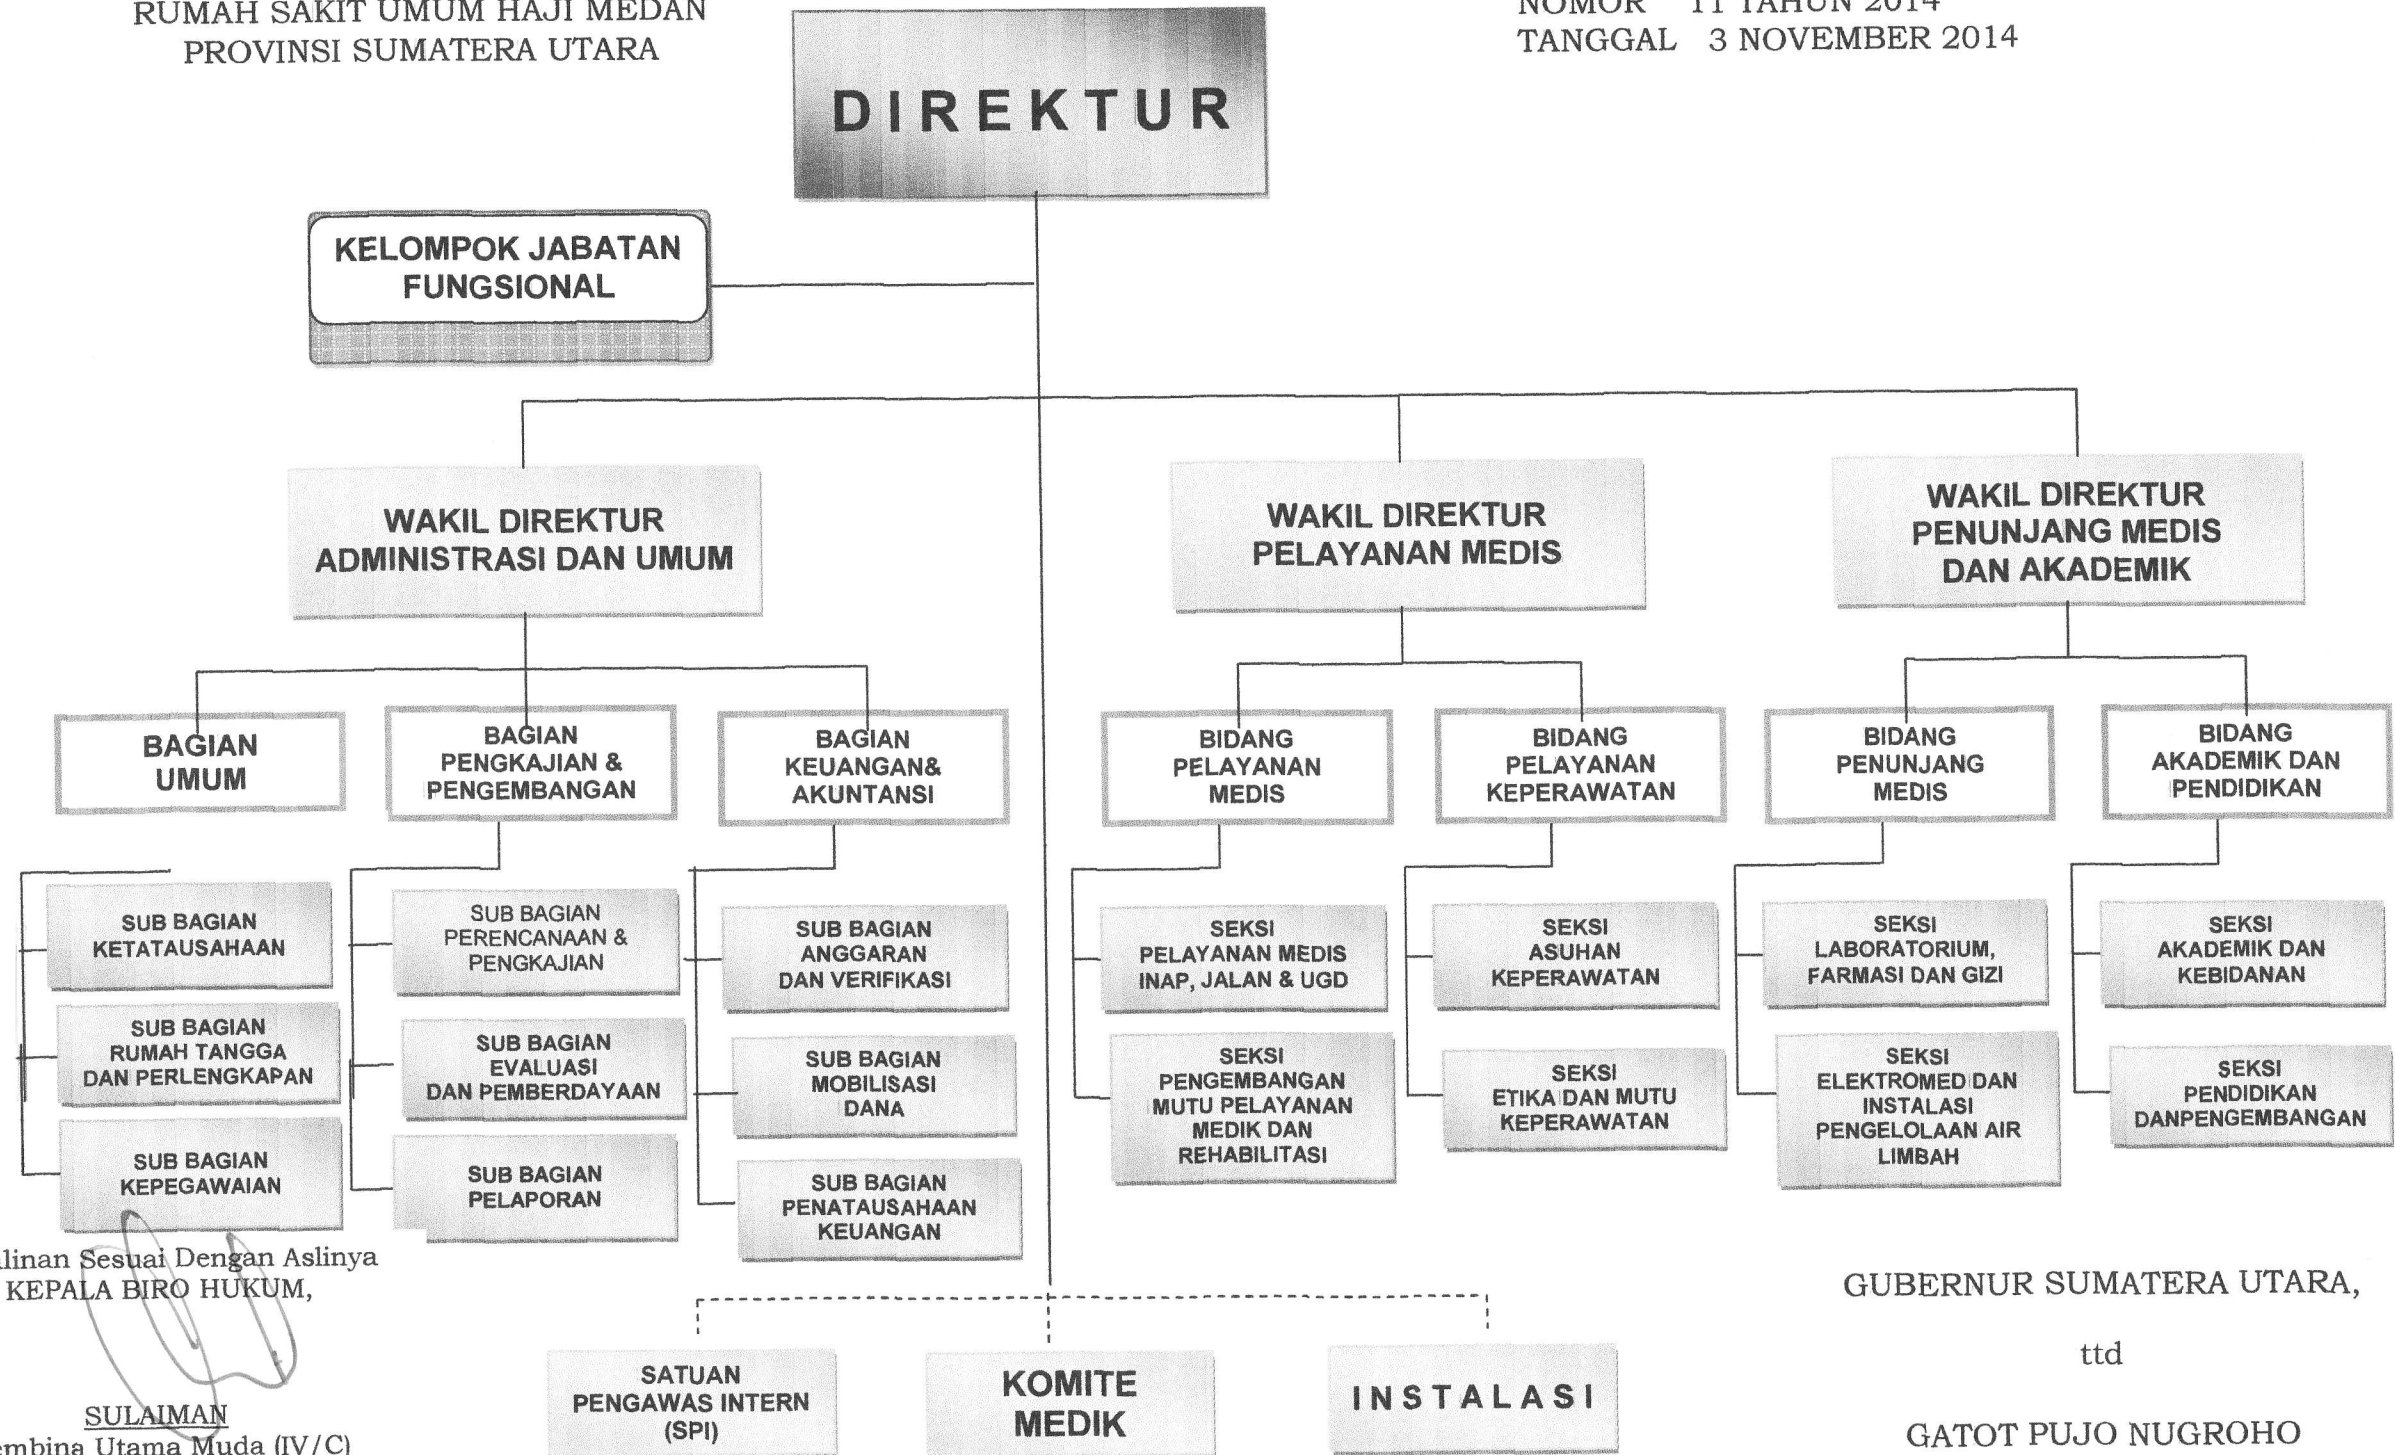 RUMAH SAKIT UMUM HAJI MEDAN
PROVINSI SUMATERA UTARA
NOMOR 11 TAHUN 2014
TANGGAL 3 NOVEMBER 2014
DIREKTUR
KELOMPOK JABATAN
FUNGSIONAL
WAKIL DIREKTUR
ADMINISTRASI DAN UMUM
WAKIL DIREKTUR
PELAYANAN MEDIS
WAKIL DIREKTUR
PENUNJANG MEDIS
DAN AKADEMIK
BAGIAN
UMUM
BAGIAN
PENGKAJIAN &
PENGEMBANGAN
BAGIAN
KEUANGAN&
AKUNTANSI
BIDANG
PELAYANAN
MEDIS
BIDANG
PELAYANAN
KEPERAWATAN
BIDANG
PENUNJANG
MEDIS
BIDANG
AKADEMIK DAN
PENDIDIKAN
SUB BAGIAN
KETATAUSAHAAN
SUB BAGIAN
PERENCANAAN &
PENGKAJIAN
SUB BAGIAN
ANGGARAN
DAN VERIFIKASI
SEKSI
PELAYANAN MEDIS
INAP, JALAN & UGD
SEKSI
ASUHAN
KEPERAWATAN
SEKSI
LABORATORIUM,
FARMASI DAN GIZI
SEKSI
AKADEMIK DAN
KEBIDANAN
SUB BAGIAN
RUMAH TANGGA
DAN PERLENGKAPAN
SUB BAGIAN
EVALUASI
DAN PEMBERDAYAAN
SUB BAGIAN
MOBILISASI
DANA
SEKSI
PENGEMBANGAN
MUTU PELAYANAN
MEDIK DAN
REHABILITASI
SEKSI
ETIKA DAN MUTU
KEPERAWATAN
SEKSI
ELEKTROMED DAN
INSTALASI
PENGELOLAAN AIR
LIMBAH
SEKSI
PENDIDIKAN
DANPENGEMBANGAN
SUB BAGIAN
KEPEGAWAIAN
SUB BAGIAN
PELAPORAN
SUB BAGIAN
PENATAUSAHAAN
KEUANGAN
linan Sesuai Dengan Aslinya
KEPALA BIRO HUKUM,
SULAIMAN
embina Utama Muda (IV/C)
SATUAN
PENGAWAS INTERN
(SPI)
KOMITE
MEDIK
INSTALASI
GUBERNUR SUMATERA UTARA,
ttd
GATOT PUJO NUGROHO